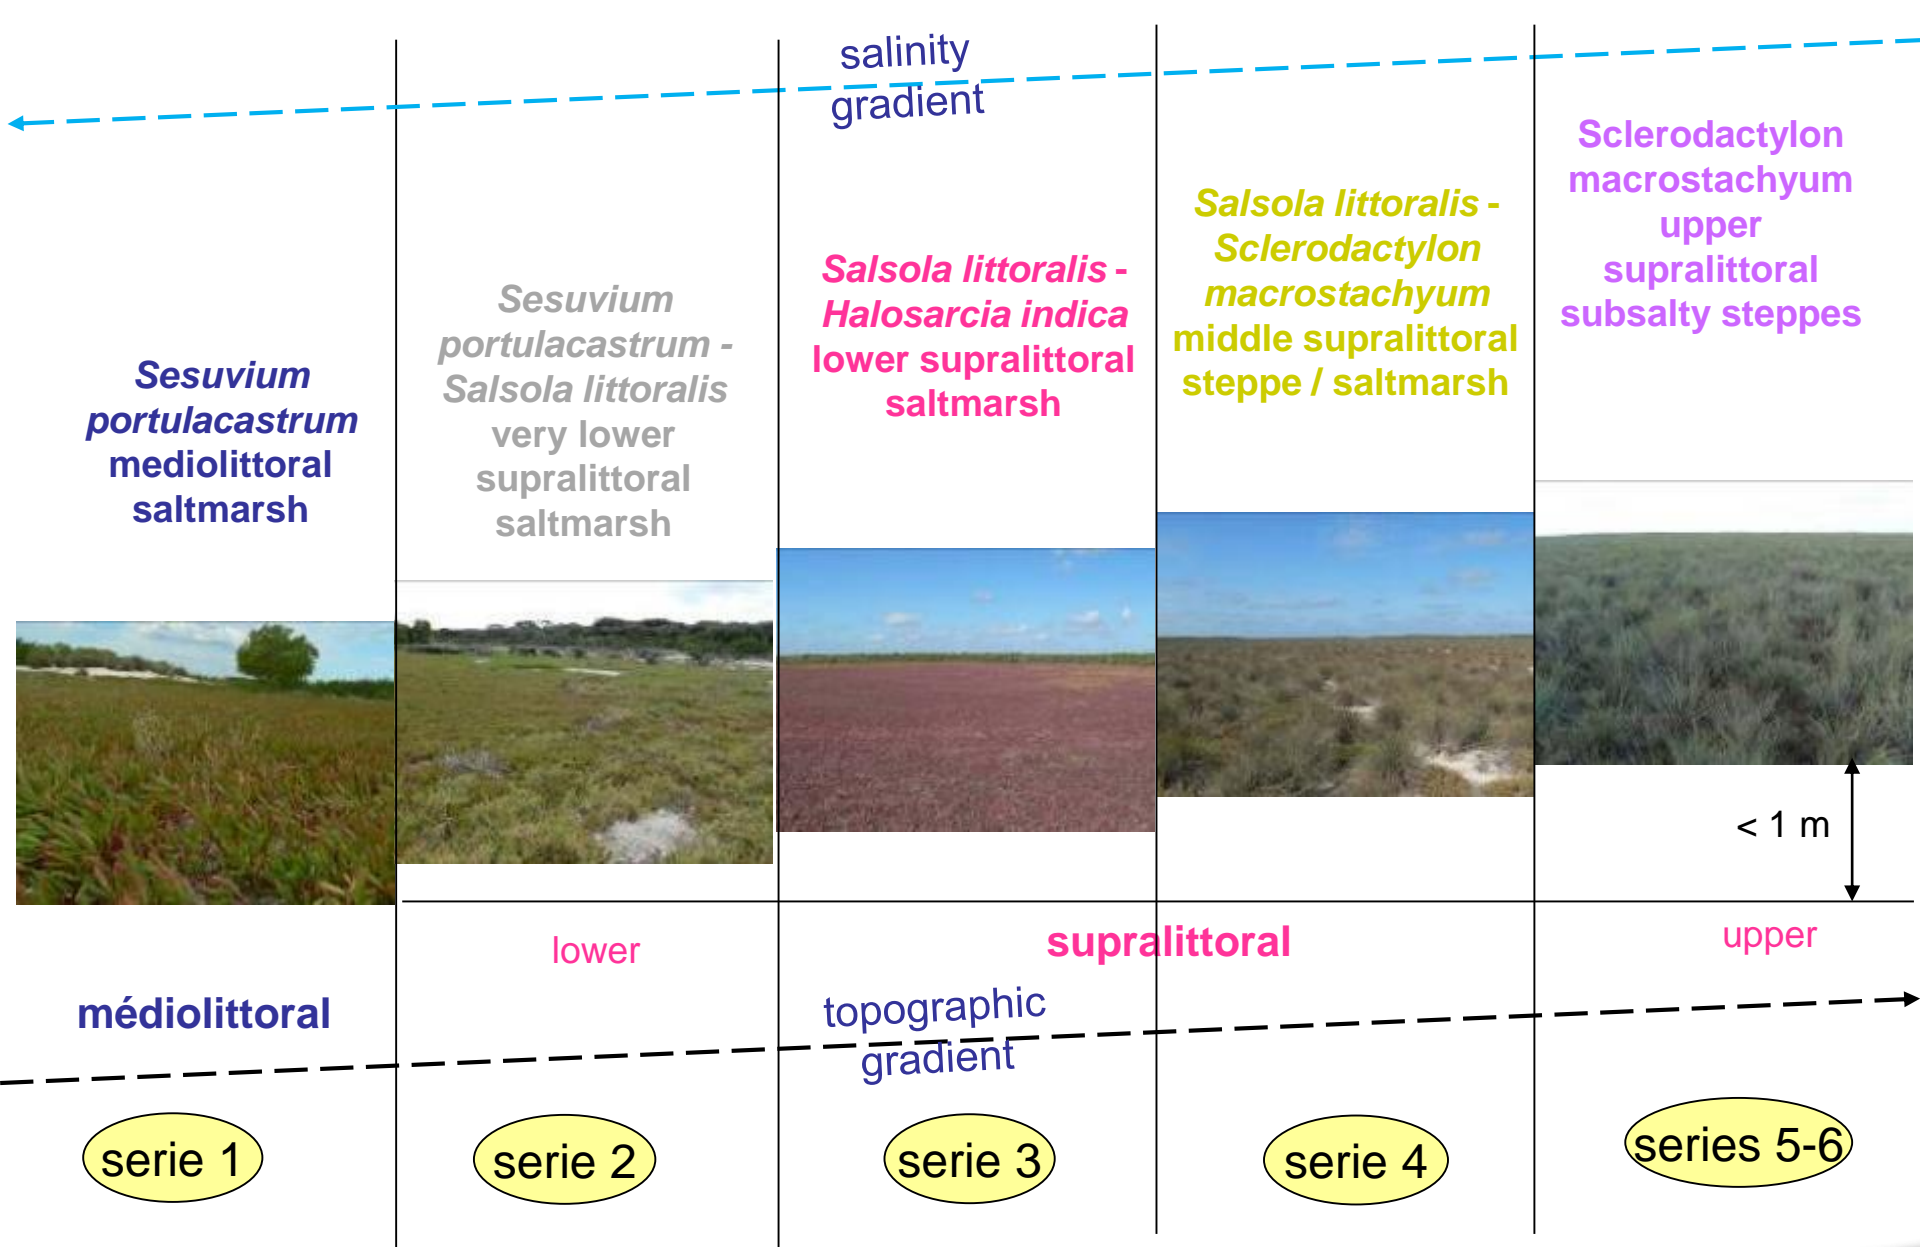 salinity
gradient
Sesuvium
portulacastrum
mediolittoral
saltmarsh
Sesuvium
portulacastrum -
Salsola littoralis
very lower
supralittoral
saltmarsh
Salsola littoralis -
Halosarcia indica
lower supralittoral
saltmarsh
Salsola littoralis -
Sclerodactylon
macrostachyum
middle supralittoral
steppe / saltmarsh
Sclerodactylon
macrostachyum
upper
supralittoral
subsalty steppes
< 1 m
lower
supralittoral
upper
médiolittoral
topographic
gradient
serie 1
serie 2
serie 3
serie 4
series 5-6